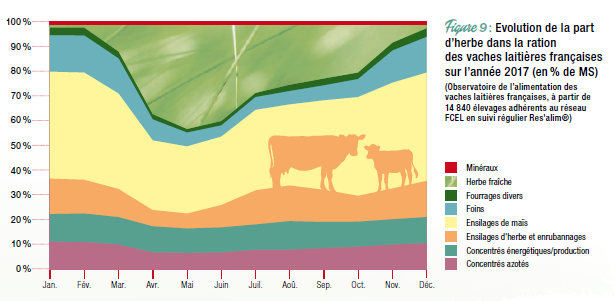 Figure 9 : Evolution de la part
d'herbe dans la ration
des vaches laitières françaises
sur l'année 2017 (en % de MS)
(Observatoire de l'alimentation des
vaches laitières françaises, à partir de
14 840 élevages adhérents au réseau
FCEL en suivi régulier Res'alim®)
100 %
90 %
80 %
70 %
60 %
50 %
40 %
30 %
20 %
10 %
0 %
Jan. Fév. Mar. Avr. Mai Juin Juil. Aoû. Sep. Oct. Nov. Déc.
Minéraux
Herbe fraîche
Fourrages divers
Foins
Ensilages de maïs
Ensilages d'herbe et enrubannages
Concentrés énergétiques/production
Concentrés azotés